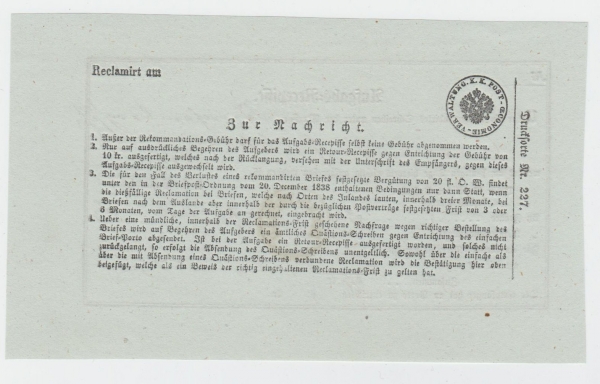 Reclamirt am
VERWALTUNG. K. K. POST-OECONOMIE-
Zur Nachricht.
1. Außer der Rekommandations-Gebühr darf für das Aufgabs-Recepisse selbst keine Gebühr abgenommen werden.
2. Nur auf ausdrückliches Begehren des Aufgebers wird ein Retour-Recepisse gegen Entrichtung der Gebühr von
10 kr. ausgefertigt, welches nach der Rücklangung, versehen mit der Unterschrift des Empfängers, gegen dieses
Aufgabs-Recepisse ausgewechselt wird.
3. Die für den Fall des Verlustes eines rekommandirten Briefes festgesetzte Vergütung von 20 fl. Ö. W. findet
unter den in der Briefpost-Ordnung vom 20. December 1838 enthaltenen Bedingungen nur dann Statt, wenn
die dießfällige Reclamation bei Briefen, welche nach Orten des Inlandes lauten, innerhalb dreier Monate, bei
Briefen nach dem Auslande aber innerhalb der durch die bezüglichen Postverträge festgesetzten Frist von 3 oder
6 Monaten, vom Tage der Aufgabe an gerechnet, eingebracht wird.
4. Ueber eine mündliche, innerhalb der Reclamations-Frist geschehene Nachfrage wegen richtiger Bestellung des
Briefes wird auf Begehren des Aufgebers ein ämtliches Quästions-Schreiben gegen Entrichtung des einfachen
Brief-Porto abgesendet. Ist bei der Aufgabe ein Retour-Recepisse ausgefertigt worden, und solches nicht
zurückgelangt, so erfolgt die Absendung des Quästions-Schreibens unentgeltlich. Sowohl über die einfache als
über die mit Absendung eines Quästions-Schreibens verbundene Reclamation wird die Bestätigung hier oben
beigefügt, welche als ein Beweis der richtig eingehaltenen Reclamations-Frist zu gelten hat.
Drucksorte Nr. 237.